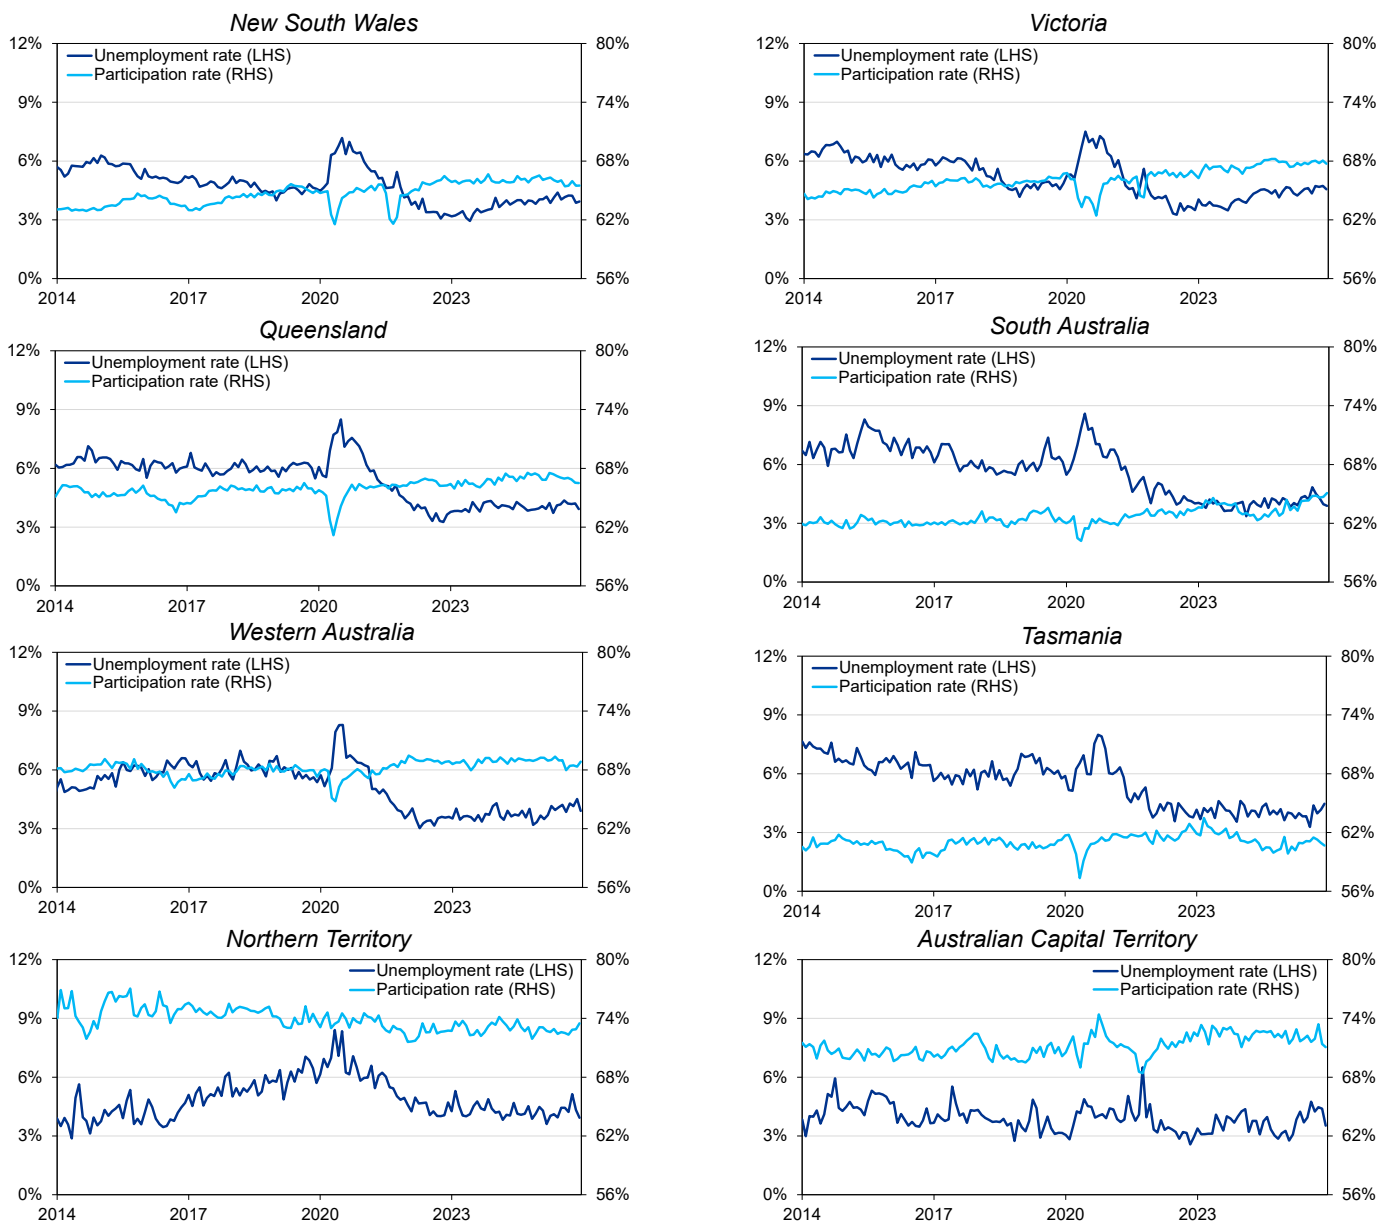 New South Wales
12% 80%
Unemployment rate (LHS)
Participation rate (RHS)
9% 74%
6% 68%
3% 62%
0% 56%
2014 2017 2020 2023
Victoria
12% 80%
Unemployment rate (LHS)
Participation rate (RHS)
9% 74%
6% 68%
3% 62%
0% 56%
2014 2017 2020 2023
Queensland
12% 80%
Unemployment rate (LHS)
Participation rate (RHS)
9% 74%
6% 68%
3% 62%
0% 56%
2014 2017 2020 2023
South Australia
12% 80%
Unemployment rate (LHS)
Participation rate (RHS)
9% 74%
6% 68%
3% 62%
0% 56%
2014 2017 2020 2023
Western Australia
12% 80%
Unemployment rate (LHS)
Participation rate (RHS)
9% 74%
6% 68%
3% 62%
0% 56%
2014 2017 2020 2023
Tasmania
12% 80%
Unemployment rate (LHS)
Participation rate (RHS)
9% 74%
6% 68%
3% 62%
0% 56%
2014 2017 2020 2023
Northern Territory
12% 80%
Unemployment rate (LHS)
Participation rate (RHS)
9% 74%
6% 68%
3% 62%
0% 56%
2014 2017 2020 2023
Australian Capital Territory
12% 80%
Unemployment rate (LHS)
Participation rate (RHS)
9% 74%
6% 68%
3% 62%
0% 56%
2014 2017 2020 2023